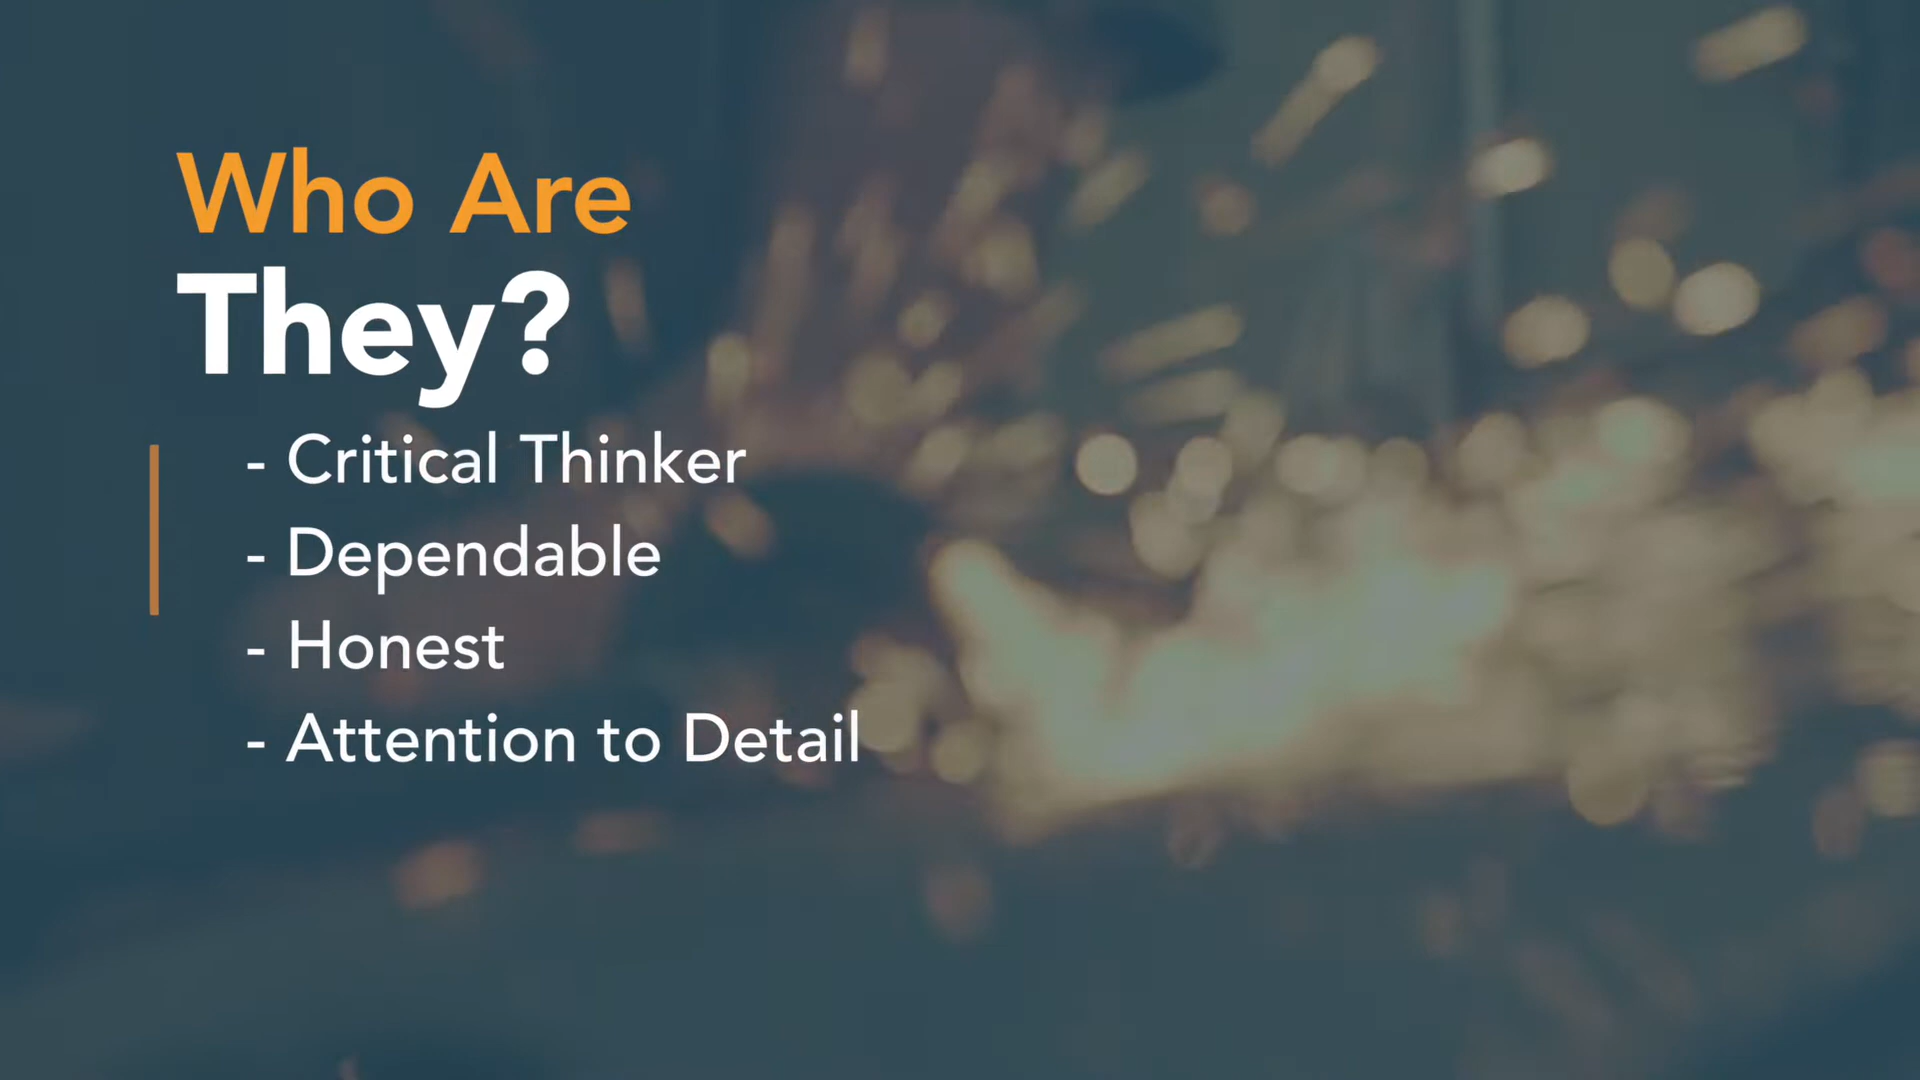 Who Are
They?
- Critical Thinker
- Dependable
- Honest
- Attention to Detail